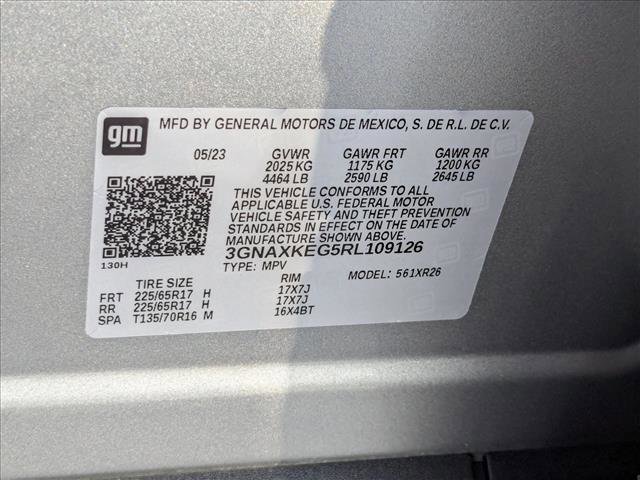 gm
MFD BY GENERAL MOTORS DE MEXICO, S. DE R.L. DE C.V.
05/23 GVWR GAWR FRT GAWR RR
2025 KG 1175 KG 1200 KG
4464 LB 2590 LB 2645 LB
THIS VEHICLE CONFORMS TO ALL
APPLICABLE U.S. FEDERAL MOTOR
VEHICLE SAFETY AND THEFT PREVENTION
STANDARDS IN EFFECT ON THE DATE OF
MANUFACTURE SHOWN ABOVE.
3GNAXKEG5RL109126
130H
TYPE: MPV MODEL: 561XR26
TIRE SIZE RIM
FRT 225/65R17 H 17X7J
RR 225/65R17 H 17X7J
SPA T135/70R16 M 16X4BT